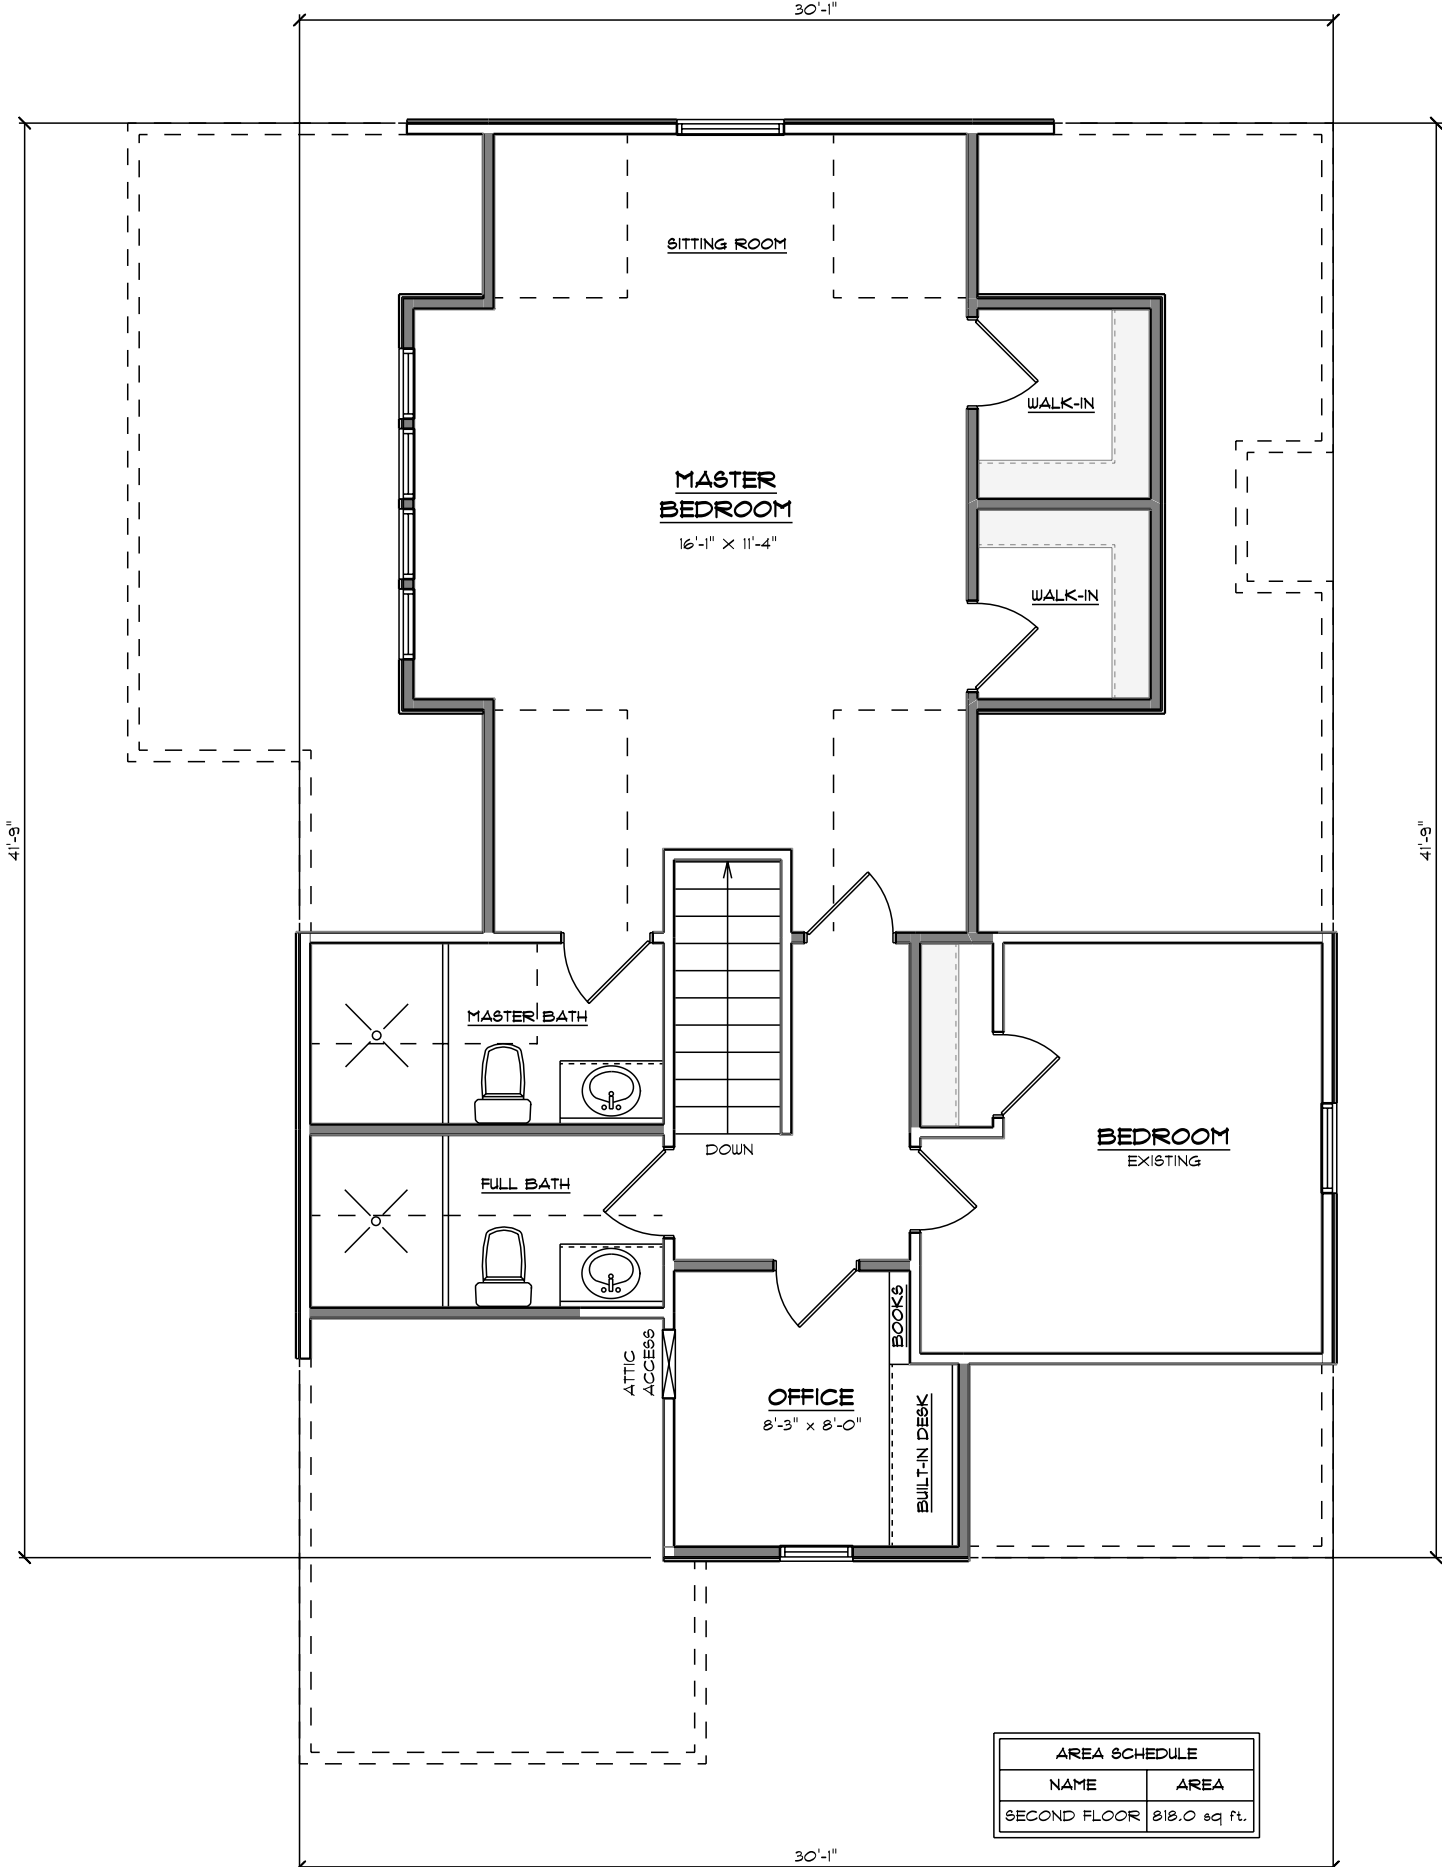 30'-1"
SITTING ROOM
WALK-IN
MASTER
BEDROOM
16'-1" X 11'-4"
WALK-IN
41'-9"
41'-9"
MASTER BATH
DOWN
BEDROOM
EXISTING
FULL BATH
BOOKS
ATTIC
ACCESS
OFFICE
8'-3" x 8'-0"
BUILT-IN DESK
AREA SCHEDULE
NAME AREA
SECOND FLOOR 818.0 sq ft.
30'-1"